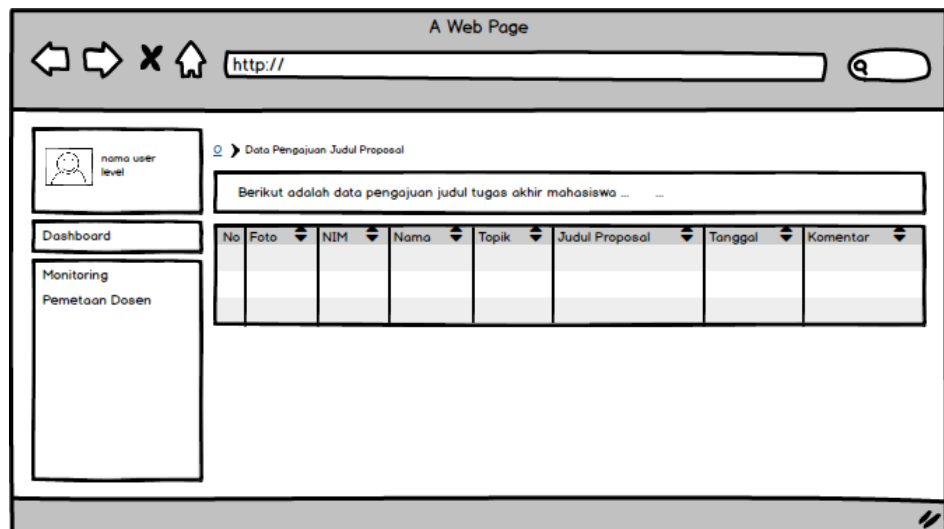 A Web Page
http://
nama user
level
O Data Pengajuan Judul Proposal
Berikut adalah data pengajuan judul tugas akhir mahasiswa ... ...
Dashboard
No Foto NIM Nama Topik Judul Proposal Tanggal Komentar
Monitoring
Pemetaan Dosen